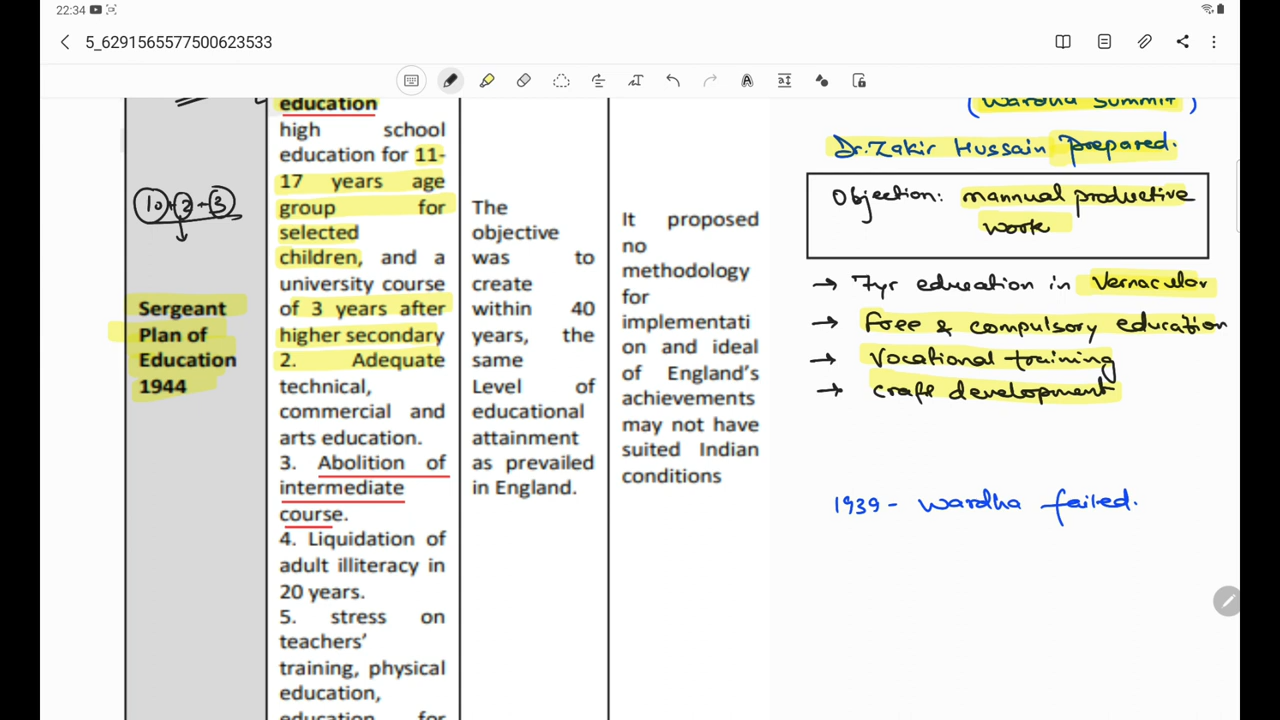 22:34
5_6291565577500623533
education
high school
education for 11-
17 years age
group for
selected
children, and a
university course
of 3 years after
higher secondary
2. Adequate
technical,
commercial and
arts education.
3. Abolition of
intermediate
course.
4. Liquidation of
adult illiteracy in
20 years.
5. stress on
teachers'
training, physical
education,
education for
10+2+3
Sergeant
Plan of
Education
1944
The
objective
was to
create
within 40
years, the
same
Level of
educational
attainment
as prevailed
in England.
It proposed
no
methodology
for
implementati
on and ideal
of England's
achievements
may not have
suited Indian
conditions
(Wardha Summit)
Dr. Zakir Hussain prepared.
Objection: mannual productive
work
→ 7yr education in Vernacular
→ Free & compulsory education
→ Vocational training
→ craft development
1939 - Wardha failed.